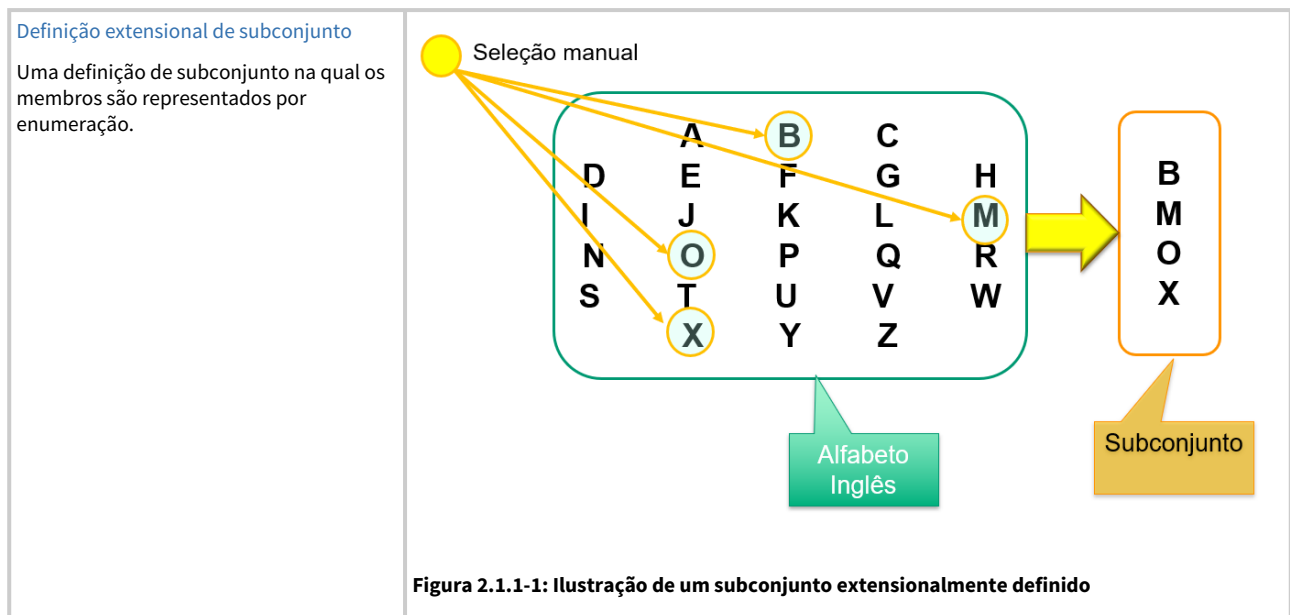 Definição extensional de subconjunto
Uma definição de subconjunto na qual os
membros são representados por
enumeração.
Seleção manual
A B C
D E F G H
I J K L M
N O P Q R
S T U V W
X Y Z
B
M
O
X
Alfabeto
Inglês
Subconjunto
Figura 2.1.1-1: Ilustração de um subconjunto extensionalmente definido